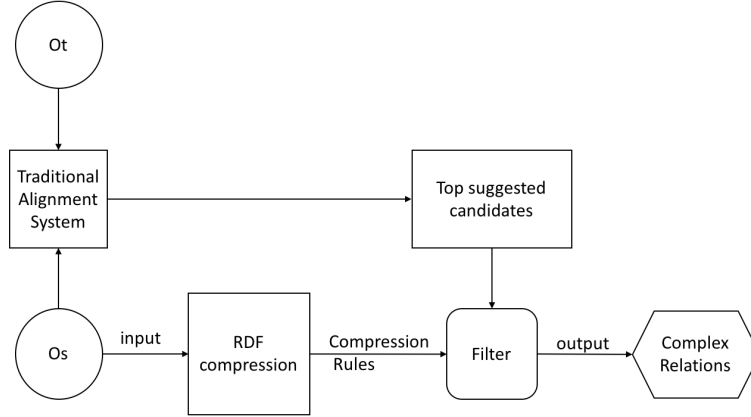 Ot
Traditional
Alignment
System
Top suggested
candidates
Os
input
RDF
compression
Compression
Rules
Filter
output
Complex
Relations